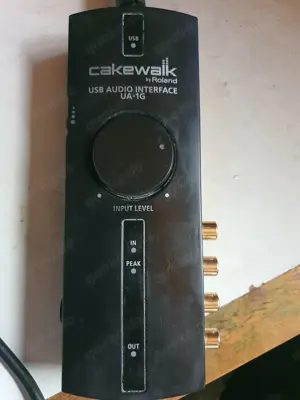 USB
cakewalk
by Roland
USB AUDIO INTERFACE
UA-1G
INPUT LEVEL
IN
PEAK
OUT